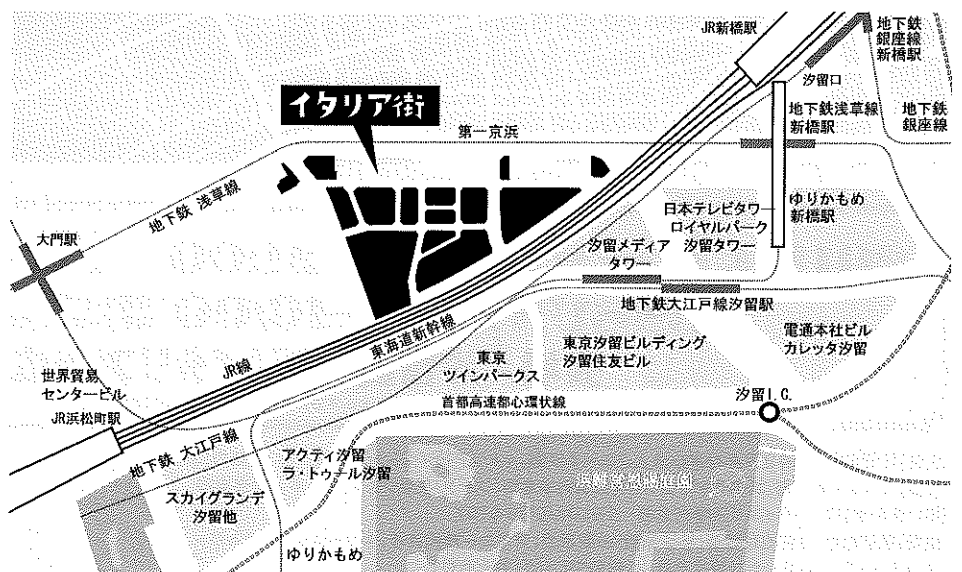 JR新橋駅
地下鉄
銀座線
新橋駅
汐留口
イタリア街
第一京浜
地下鉄浅草線
新橋駅
地下鉄
銀座線
地下鉄 浅草線
大門駅
日本テレビタワー
ロイヤルパーク
汐留タワー
ゆりかもめ
新橋駅
汐留メディア
タワー
地下鉄大江戸線汐留駅
東海道新幹線
JR線
東京
ツインパークス
東京汐留ビルディング
汐留住友ビル
電通本社ビル
カレッタ汐留
世界貿易
センタービル
JR浜松町駅
首都高速都心環状線
汐留I.C.
地下鉄 大江戸線
アクティ汐留
ラ・トゥール汐留
スカイグランデ
汐留他
ゆりかもめ